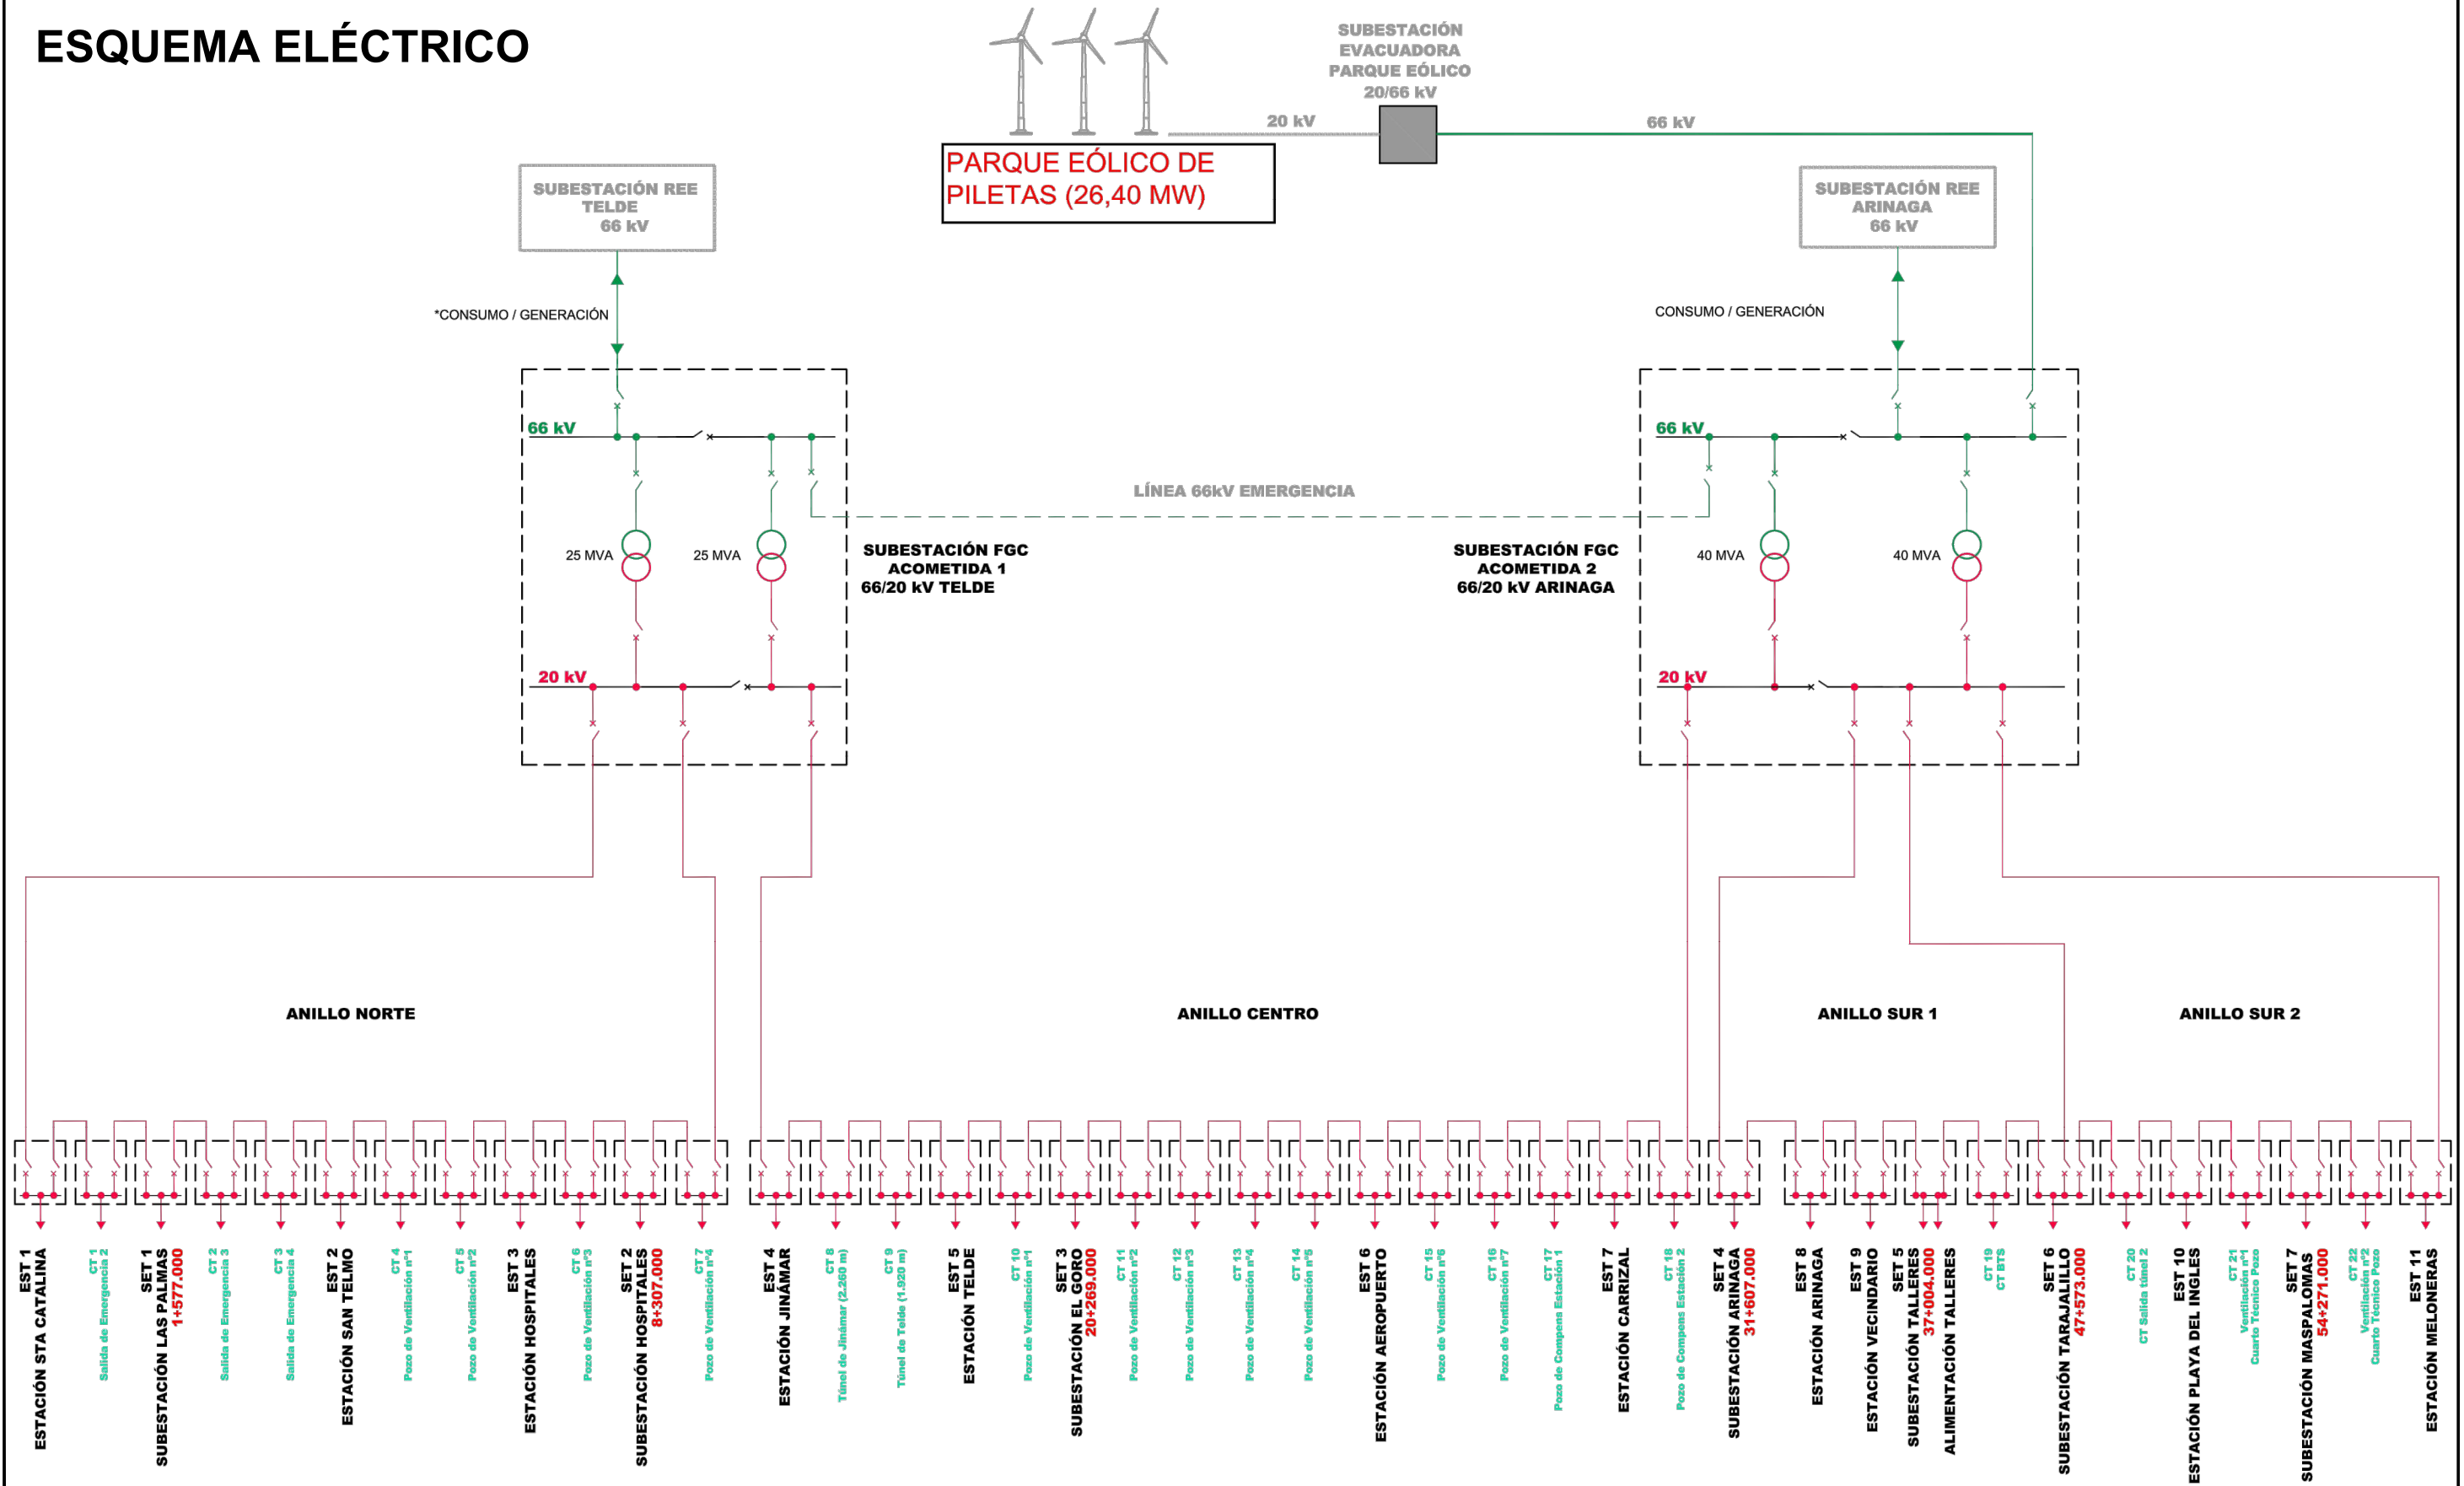 ESQUEMA ELÉCTRICO
SUBESTACIÓN
EVACUADORA
PARQUE EÓLICO
20/66 kV
20 kV
66 kV
PARQUE EÓLICO DE
PILETAS (26,40 MW)
SUBESTACIÓN REE
TELDE
66 kV
SUBESTACIÓN REE
ARINAGA
66 kV
*CONSUMO / GENERACIÓN
CONSUMO / GENERACIÓN
66 kV
66 kV
LÍNEA 66kV EMERGENCIA
25 MVA
25 MVA
SUBESTACIÓN FGC
ACOMETIDA 1
66/20 kV TELDE
SUBESTACIÓN FGC
ACOMETIDA 2
66/20 kV ARINAGA
40 MVA
40 MVA
20 kV
20 kV
ANILLO NORTE
ANILLO CENTRO
ANILLO SUR 1
ANILLO SUR 2
EST 1
ESTACIÓN STA CATALINA
CT 1
Salida de Emergencia 2
SET 1
SUBESTACIÓN LAS PALMAS
1+577.000
CT 2
Salida de Emergencia 3
CT 3
Salida de Emergencia 4
EST 2
ESTACIÓN SAN TELMO
CT 4
Pozo de Ventilación nº1
CT 5
Pozo de Ventilación nº2
EST 3
ESTACIÓN HOSPITALES
CT 6
Pozo de Ventilación nº3
SET 2
SUBESTACIÓN HOSPITALES
8+307.000
CT 7
Pozo de Ventilación nº4
EST 4
ESTACIÓN JINÁMAR
CT 8
Túnel de Jinámar (2.260 m)
CT 9
Túnel de Telde (1.920 m)
EST 5
ESTACIÓN TELDE
CT 10
Pozo de Ventilación nº1
SET 3
SUBESTACIÓN EL GORO
20+269.000
CT 11
Pozo de Ventilación nº2
CT 12
Pozo de Ventilación nº3
CT 13
Pozo de Ventilación nº4
CT 14
Pozo de Ventilación nº5
EST 6
ESTACIÓN AEROPUERTO
CT 15
Pozo de Ventilación nº6
CT 16
Pozo de Ventilación nº7
CT 17
Pozo de Compens Estación 1
EST 7
ESTACIÓN CARRIZAL
CT 18
Pozo de Compens Estación 2
SET 4
SUBESTACIÓN ARINAGA
31+607.000
EST 8
ESTACIÓN ARINAGA
EST 9
ESTACIÓN VECINDARIO
SET 5
SUBESTACIÓN TALLERES
37+004.000
ALIMENTACIÓN TALLERES
CT 19
CT BTS
SET 6
SUBESTACIÓN TARAJALILLO
47+573.000
CT 20
CT Salida túnel 2
EST 10
ESTACIÓN PLAYA DEL INGLES
CT 21
Ventilación nº1
Cuarto Técnico Pozo
SET 7
SUBESTACIÓN MASPALOMAS
54+271.000
CT 22
Ventilación nº2
Cuarto Técnico Pozo
EST 11
ESTACIÓN MELONERAS